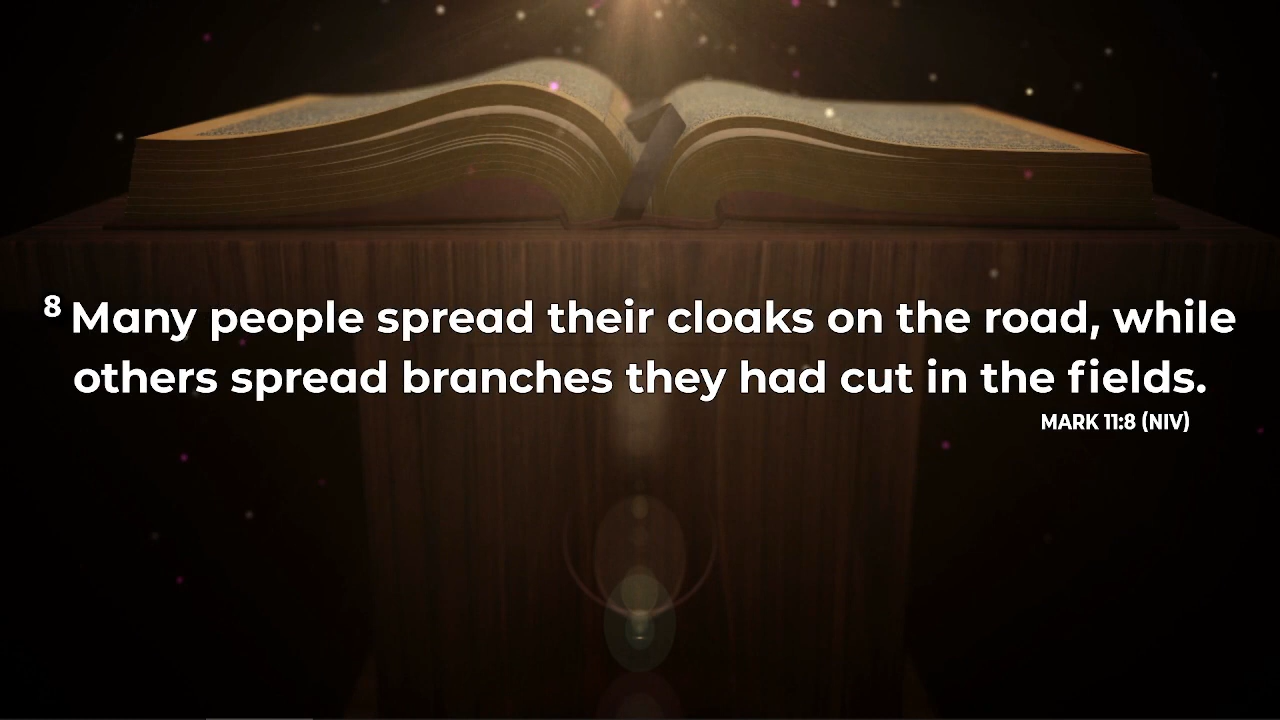 8 Many people spread their cloaks on the road, while
others spread branches they had cut in the fields.
MARK 11:8 (NIV)